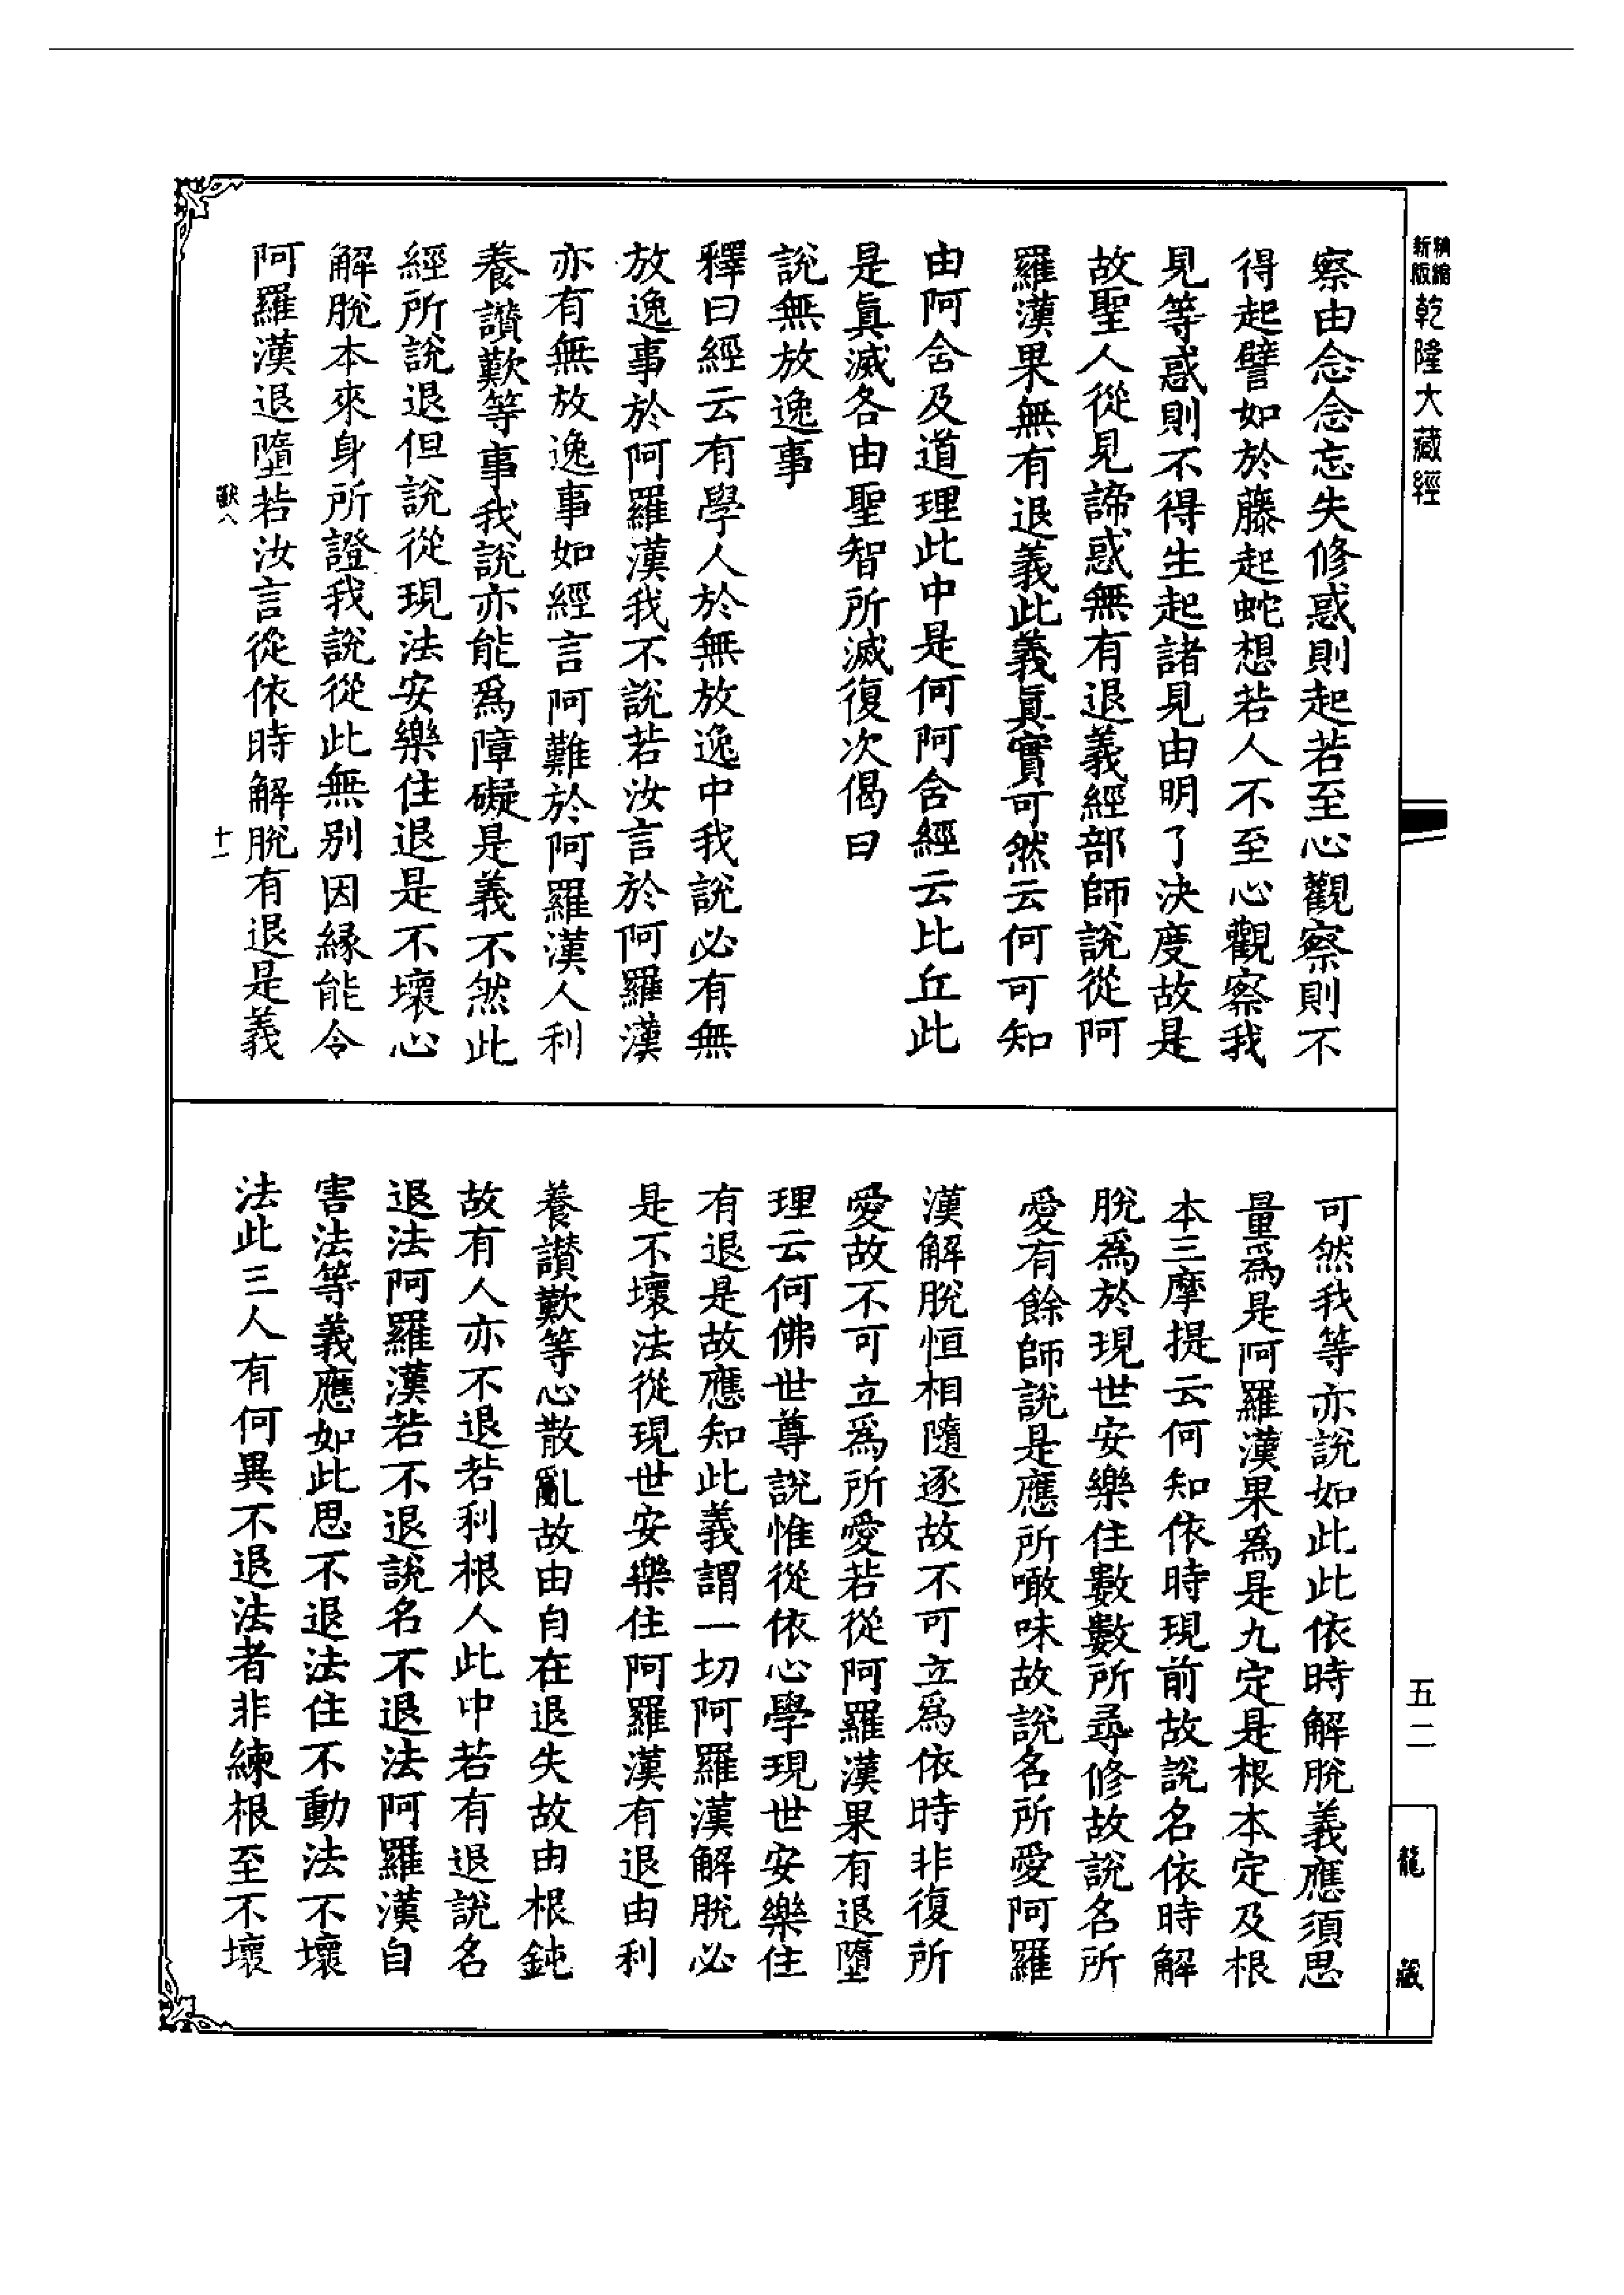 精繪
新版
乾隆大藏經
察由念念忘失修惑則起若至心觀察則不
得起譬如於藤起蛇想若人不至心觀察我
見等惑則不得生起諸見由明了決度故是
故聖人從見諦惑無有退義經部師說從阿
羅漢果無有退義此義眞實可然云何可知
由阿含及道理此中是何阿含經云比丘此
是眞滅各由聖智所滅復次偈曰
說無放逸事
釋曰經云有學人於無放逸中我說必有無
放逸事於阿羅漢我不說若汝言於阿羅漢
亦有無放逸事如經言阿難於阿羅漢人利
養讃歎等事我說亦能爲障礙是義不然此
經所說退但說從現法安樂住退是不壞心
解脫本來身所證我說從此無別因緣能令
阿羅漢退墮若汝言從依時解脫有退是義
獸八
十一
可然我等亦說如此此依時解脫義應須思
量爲是阿羅漢果爲是九定是根本定及根
本三摩提云何知依時現前故說名依時解
脫爲於現世安樂住數數所尋修故說名所
愛有餘師說是應所噉味故說名所愛阿羅
漢解脫恒相隨逐故不可立爲依時非復所
愛故不可立爲所愛若從阿羅漢果有退墮
理云何佛世尊說惟從依心學現世安樂住
有退是故應知此義謂一切阿羅漢解脫必
是不壞法從現世安樂住阿羅漢有退由利
養讃歎等心散亂故由自在退失故由根鈍
故有人亦不退若利根人此中若有退說名
退法阿羅漢若不退說名不退法阿羅漢自
害法等義應如此思不退法住不動法不壞
法此三人有何異不退法者非練根至不壞
五二
龍藏